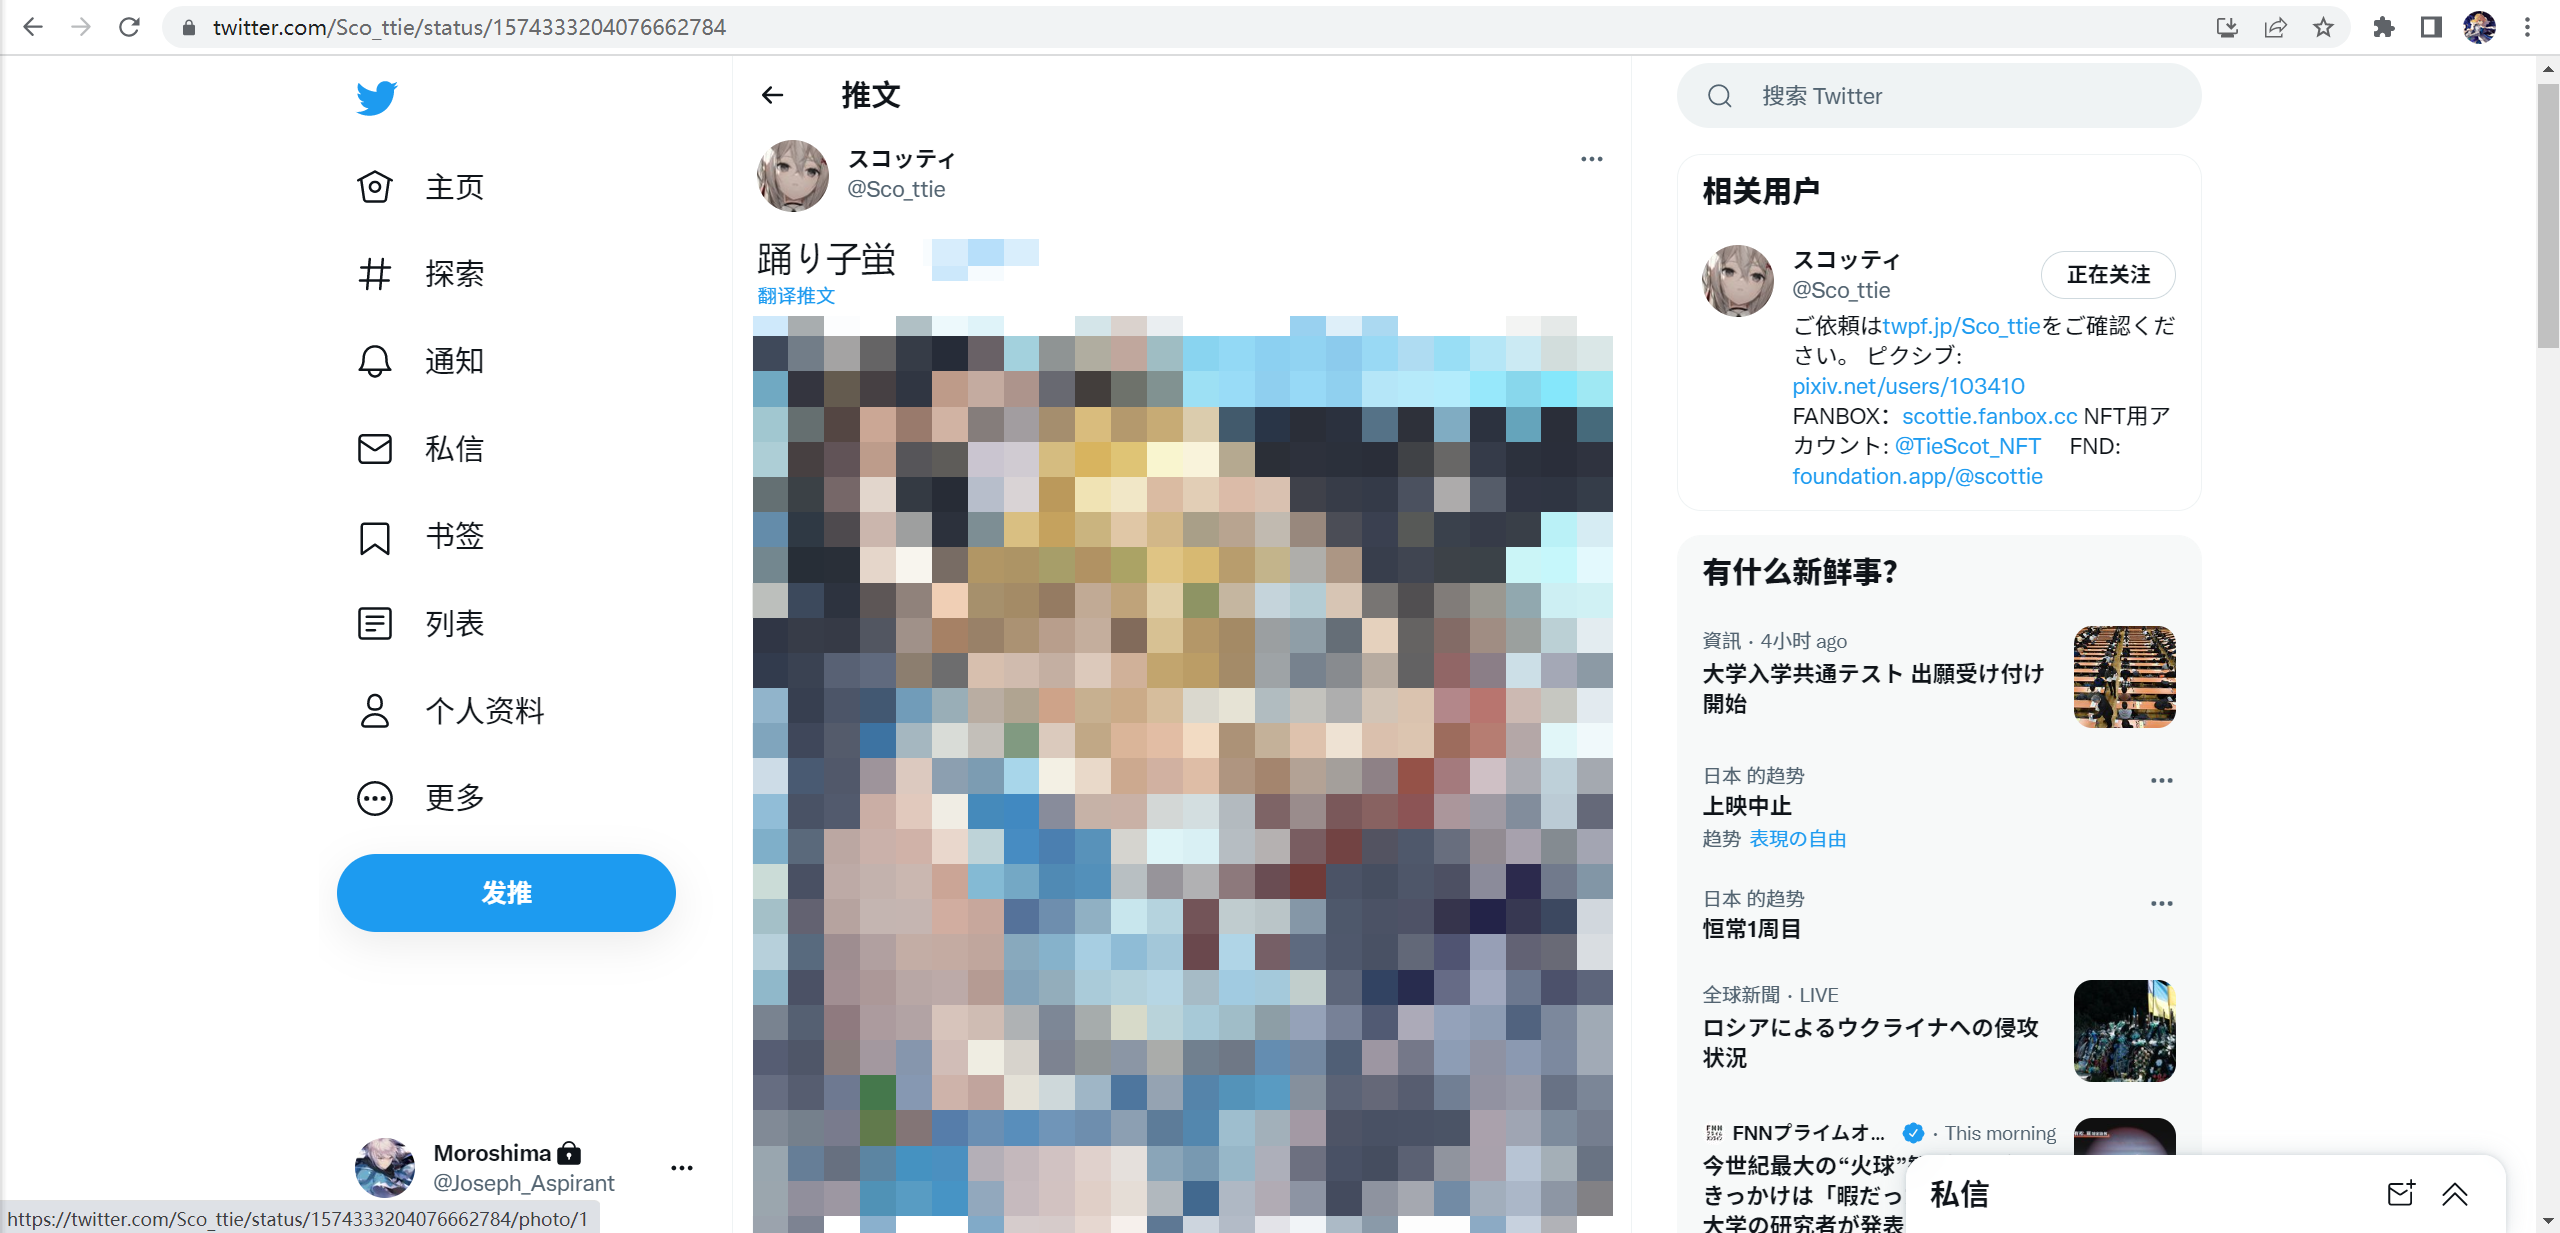 twitter.com/Sco_ttie/status/1574333204076662784
主页
探索
通知
私信
书签
列表
个人资料
更多
发推
Moroshima
@Joseph_Aspirant
https://twitter.com/Sco_ttie/status/1574333204076662784/photo/1
推文
スコッティ
@Sco_ttie
踊り子蛍
翻译推文
搜索 Twitter
相关用户
スコッティ
@Sco_ttie
正在关注
ご依頼はtwpf.jp/Sco_ttieをご確認くだ
さい。 ピクシブ:
pixiv.net/users/103410
FANBOX：scottie.fanbox.cc NFT用ア
カウント: @TieScot_NFT FND:
foundation.app/@scottie
有什么新鲜事?
資訊 · 4小时 ago
大学入学共通テスト 出願受け付け
開始
日本 的趋势
上映中止
趋势 表現の自由
日本 的趋势
恒常1周目
全球新聞 · LIVE
ロシアによるウクライナへの侵攻
状況
FNNプライムオ... · This morning
今世紀最大の“火球”
きっかけは「暇だっ
大学の研究者が発表
私信